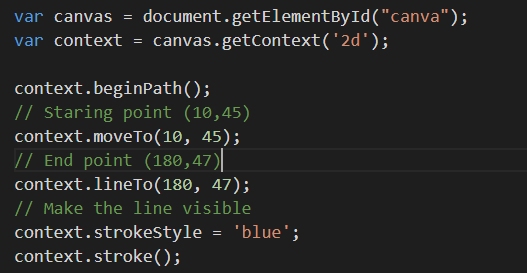 var canvas = document.getElementById("canva");
var context = canvas.getContext('2d');
context.beginPath();
// Staring point (10,45)
context.moveTo(10, 45);
// End point (180,47)
context.lineTo(180, 47);
// Make the line visible
context.strokeStyle = 'blue';
context.stroke();